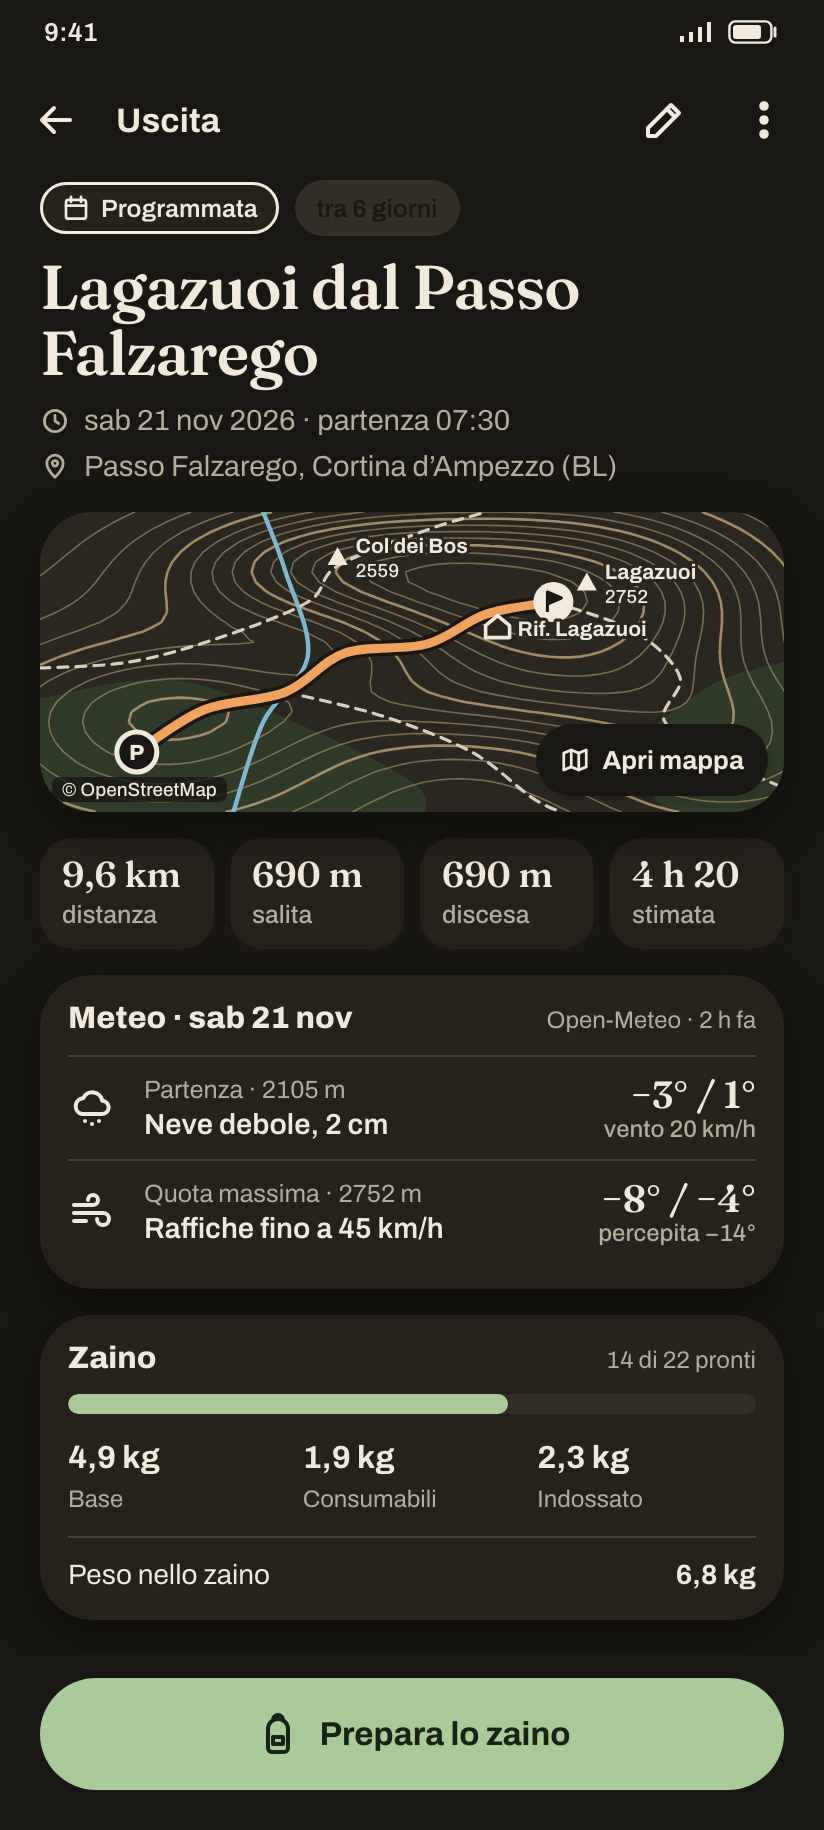 9:41
Uscita
Programmata
tra 6 giorni
Lagazuoi dal Passo
Falzarego
sab 21 nov 2026 · partenza 07:30
Passo Falzarego, Cortina d’Ampezzo (BL)
Col dei Bos
2559
Lagazuoi
2752
Rif. Lagazuoi
P
Apri mappa
© OpenStreetMap
9,6 km
distanza
690 m
salita
690 m
discesa
4 h 20
stimata
Meteo · sab 21 nov
Open-Meteo · 2 h fa
Partenza · 2105 m
Neve debole, 2 cm
−3° / 1°
vento 20 km/h
Quota massima · 2752 m
Raffiche fino a 45 km/h
−8° / −4°
percepita −14°
Zaino
14 di 22 pronti
4,9 kg
Base
1,9 kg
Consumabili
2,3 kg
Indossato
Peso nello zaino
6,8 kg
Prepara lo zaino